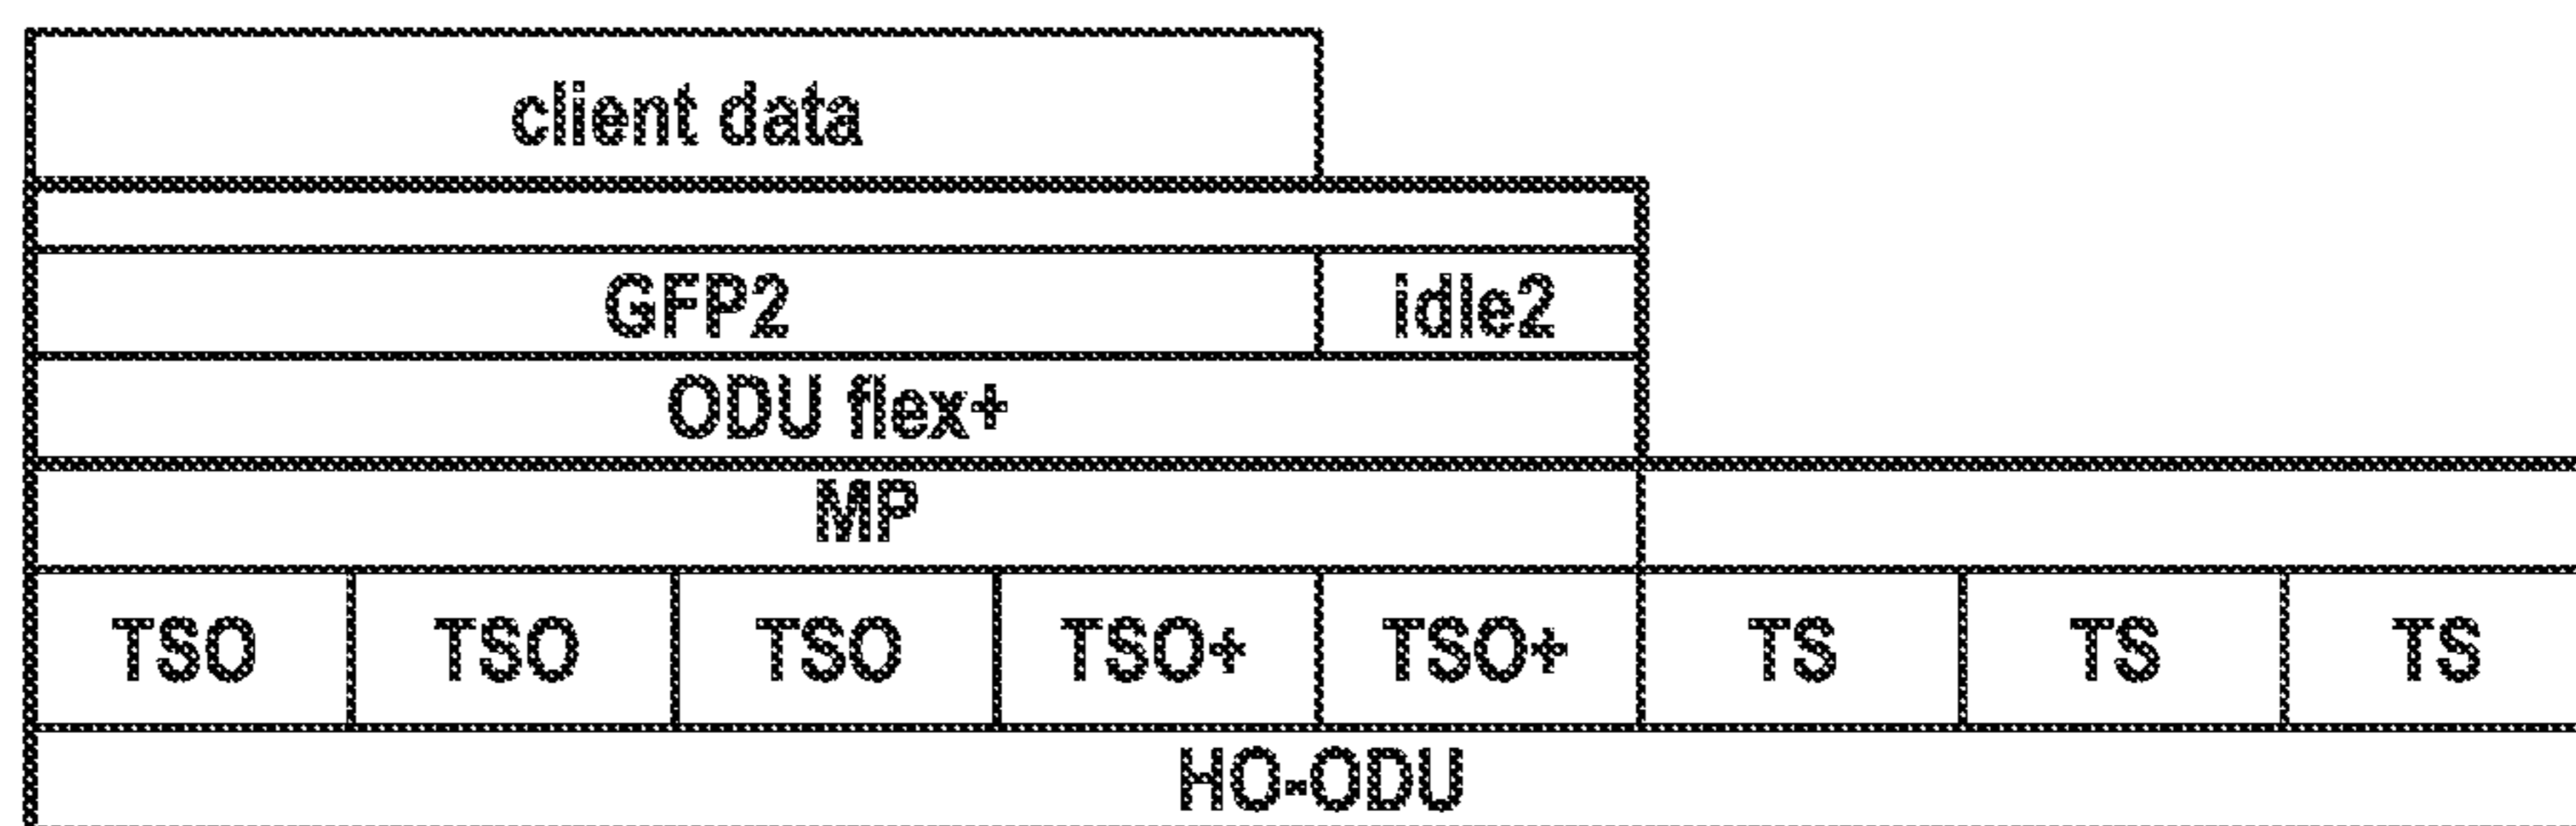 client data
GFP2 idle2
ODU flex+
MP
TSO TSO TSO TSO+ TSO+ TS TS TS
HO-ODU